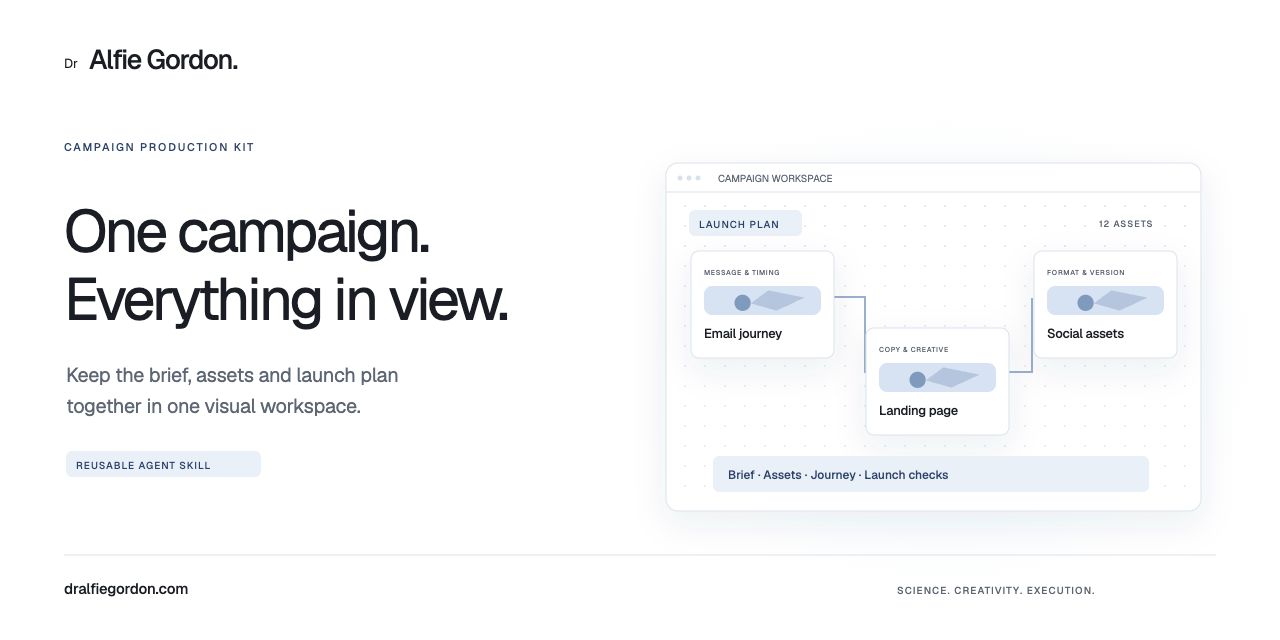 Dr Alfie Gordon.
CAMPAIGN PRODUCTION KIT
One campaign.
Everything in view.
Keep the brief, assets and launch plan
together in one visual workspace.
REUSABLE AGENT SKILL
CAMPAIGN WORKSPACE
LAUNCH PLAN
12 ASSETS
MESSAGE & TIMING
Email journey
COPY & CREATIVE
Landing page
FORMAT & VERSION
Social assets
Brief · Assets · Journey · Launch checks
dralfiegordon.com
SCIENCE. CREATIVITY. EXECUTION.